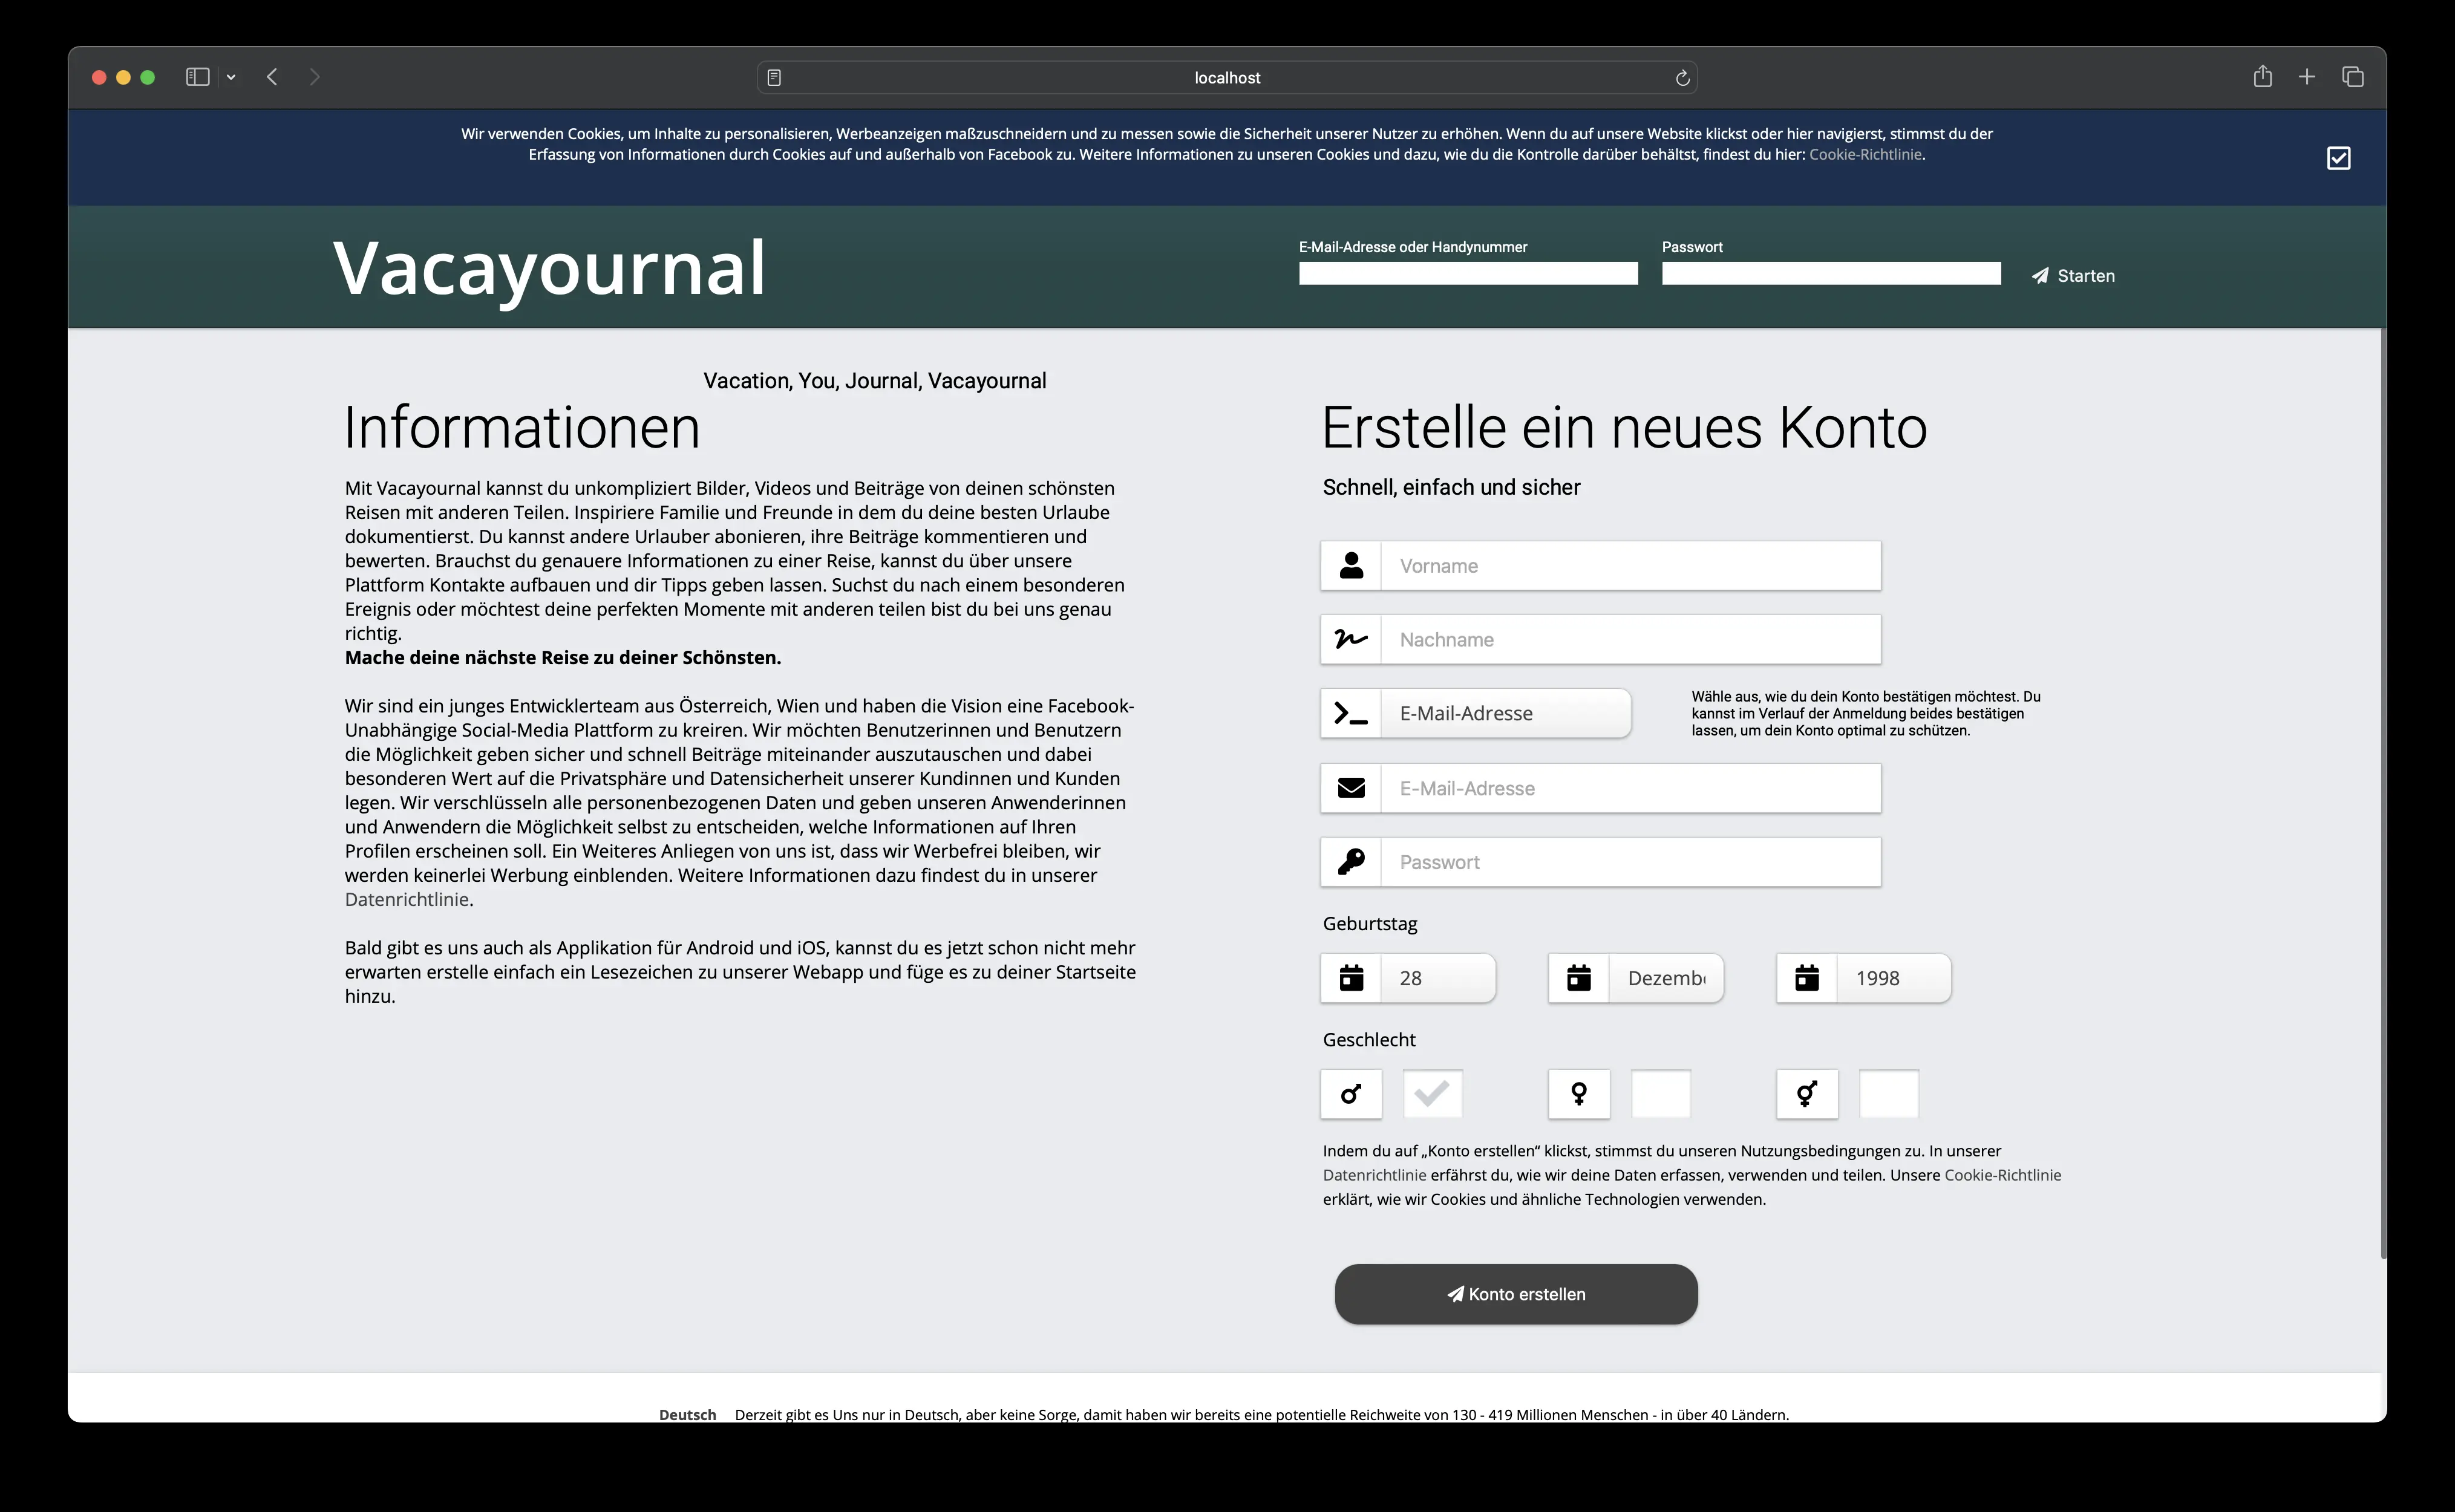 localhost
Wir verwenden Cookies, um Inhalte zu personalisieren, Werbeanzeigen maßzuschneidern und zu messen sowie die Sicherheit unserer Nutzer zu erhöhen. Wenn du auf unsere Website klickst oder hier navigierst, stimmst du der
Erfassung von Informationen durch Cookies auf und außerhalb von Facebook zu. Weitere Informationen zu unseren Cookies und dazu, wie du die Kontrolle darüber behältst, findest du hier: Cookie-Richtlinie.
Vacayournal
E-Mail-Adresse oder Handynummer
Passwort
Starten
Vacation, You, Journal, Vacayournal
Informationen
Mit Vacayournal kannst du unkompliziert Bilder, Videos und Beiträge von deinen schönsten
Reisen mit anderen Teilen. Inspiriere Familie und Freunde in dem du deine besten Urlaube
dokumentierst. Du kannst andere Urlauber abonieren, ihre Beiträge kommentieren und
bewerten. Brauchst du genauere Informationen zu einer Reise, kannst du über unsere
Plattform Kontakte aufbauen und dir Tipps geben lassen. Suchst du nach einem besonderen
Ereignis oder möchtest deine perfekten Momente mit anderen teilen bist du bei uns genau
richtig.
Mache deine nächste Reise zu deiner Schönsten.
Wir sind ein junges Entwicklerteam aus Österreich, Wien und haben die Vision eine Facebook-
Unabhängige Social-Media Plattform zu kreiren. Wir möchten Benutzerinnen und Benutzern
die Möglichkeit geben sicher und schnell Beiträge miteinander auszutauschen und dabei
besonderen Wert auf die Privatsphäre und Datensicherheit unserer Kundinnen und Kunden
legen. Wir verschlüsseln alle personenbezogenen Daten und geben unseren Anwenderinnen
und Anwendern die Möglichkeit selbst zu entscheiden, welche Informationen auf Ihren
Profilen erscheinen soll. Ein Weiteres Anliegen von uns ist, dass wir Werbefrei bleiben, wir
werden keinerlei Werbung einblenden. Weitere Informationen dazu findest du in unserer
Datenrichtlinie.
Bald gibt es uns auch als Applikation für Android und iOS, kannst du es jetzt schon nicht mehr
erwarten erstelle einfach ein Lesezeichen zu unserer Webapp und füge es zu deiner Startseite
hinzu.
Erstelle ein neues Konto
Schnell, einfach und sicher
Vorname
Nachname
E-Mail-Adresse
Wähle aus, wie du dein Konto bestätigen möchtest. Du
kannst im Verlauf der Anmeldung beides bestätigen
lassen, um dein Konto optimal zu schützen.
E-Mail-Adresse
Passwort
Geburtstag
28
Dezemb
1998
Geschlecht
Indem du auf „Konto erstellen“ klickst, stimmst du unseren Nutzungsbedingungen zu. In unserer
Datenrichtlinie erfährst du, wie wir deine Daten erfassen, verwenden und teilen. Unsere Cookie-Richtlinie
erklärt, wie wir Cookies und ähnliche Technologien verwenden.
Konto erstellen
Deutsch Derzeit gibt es Uns nur in Deutsch, aber keine Sorge, damit haben wir bereits eine potentielle Reichweite von 130 - 419 Millionen Menschen - in über 40 Ländern.